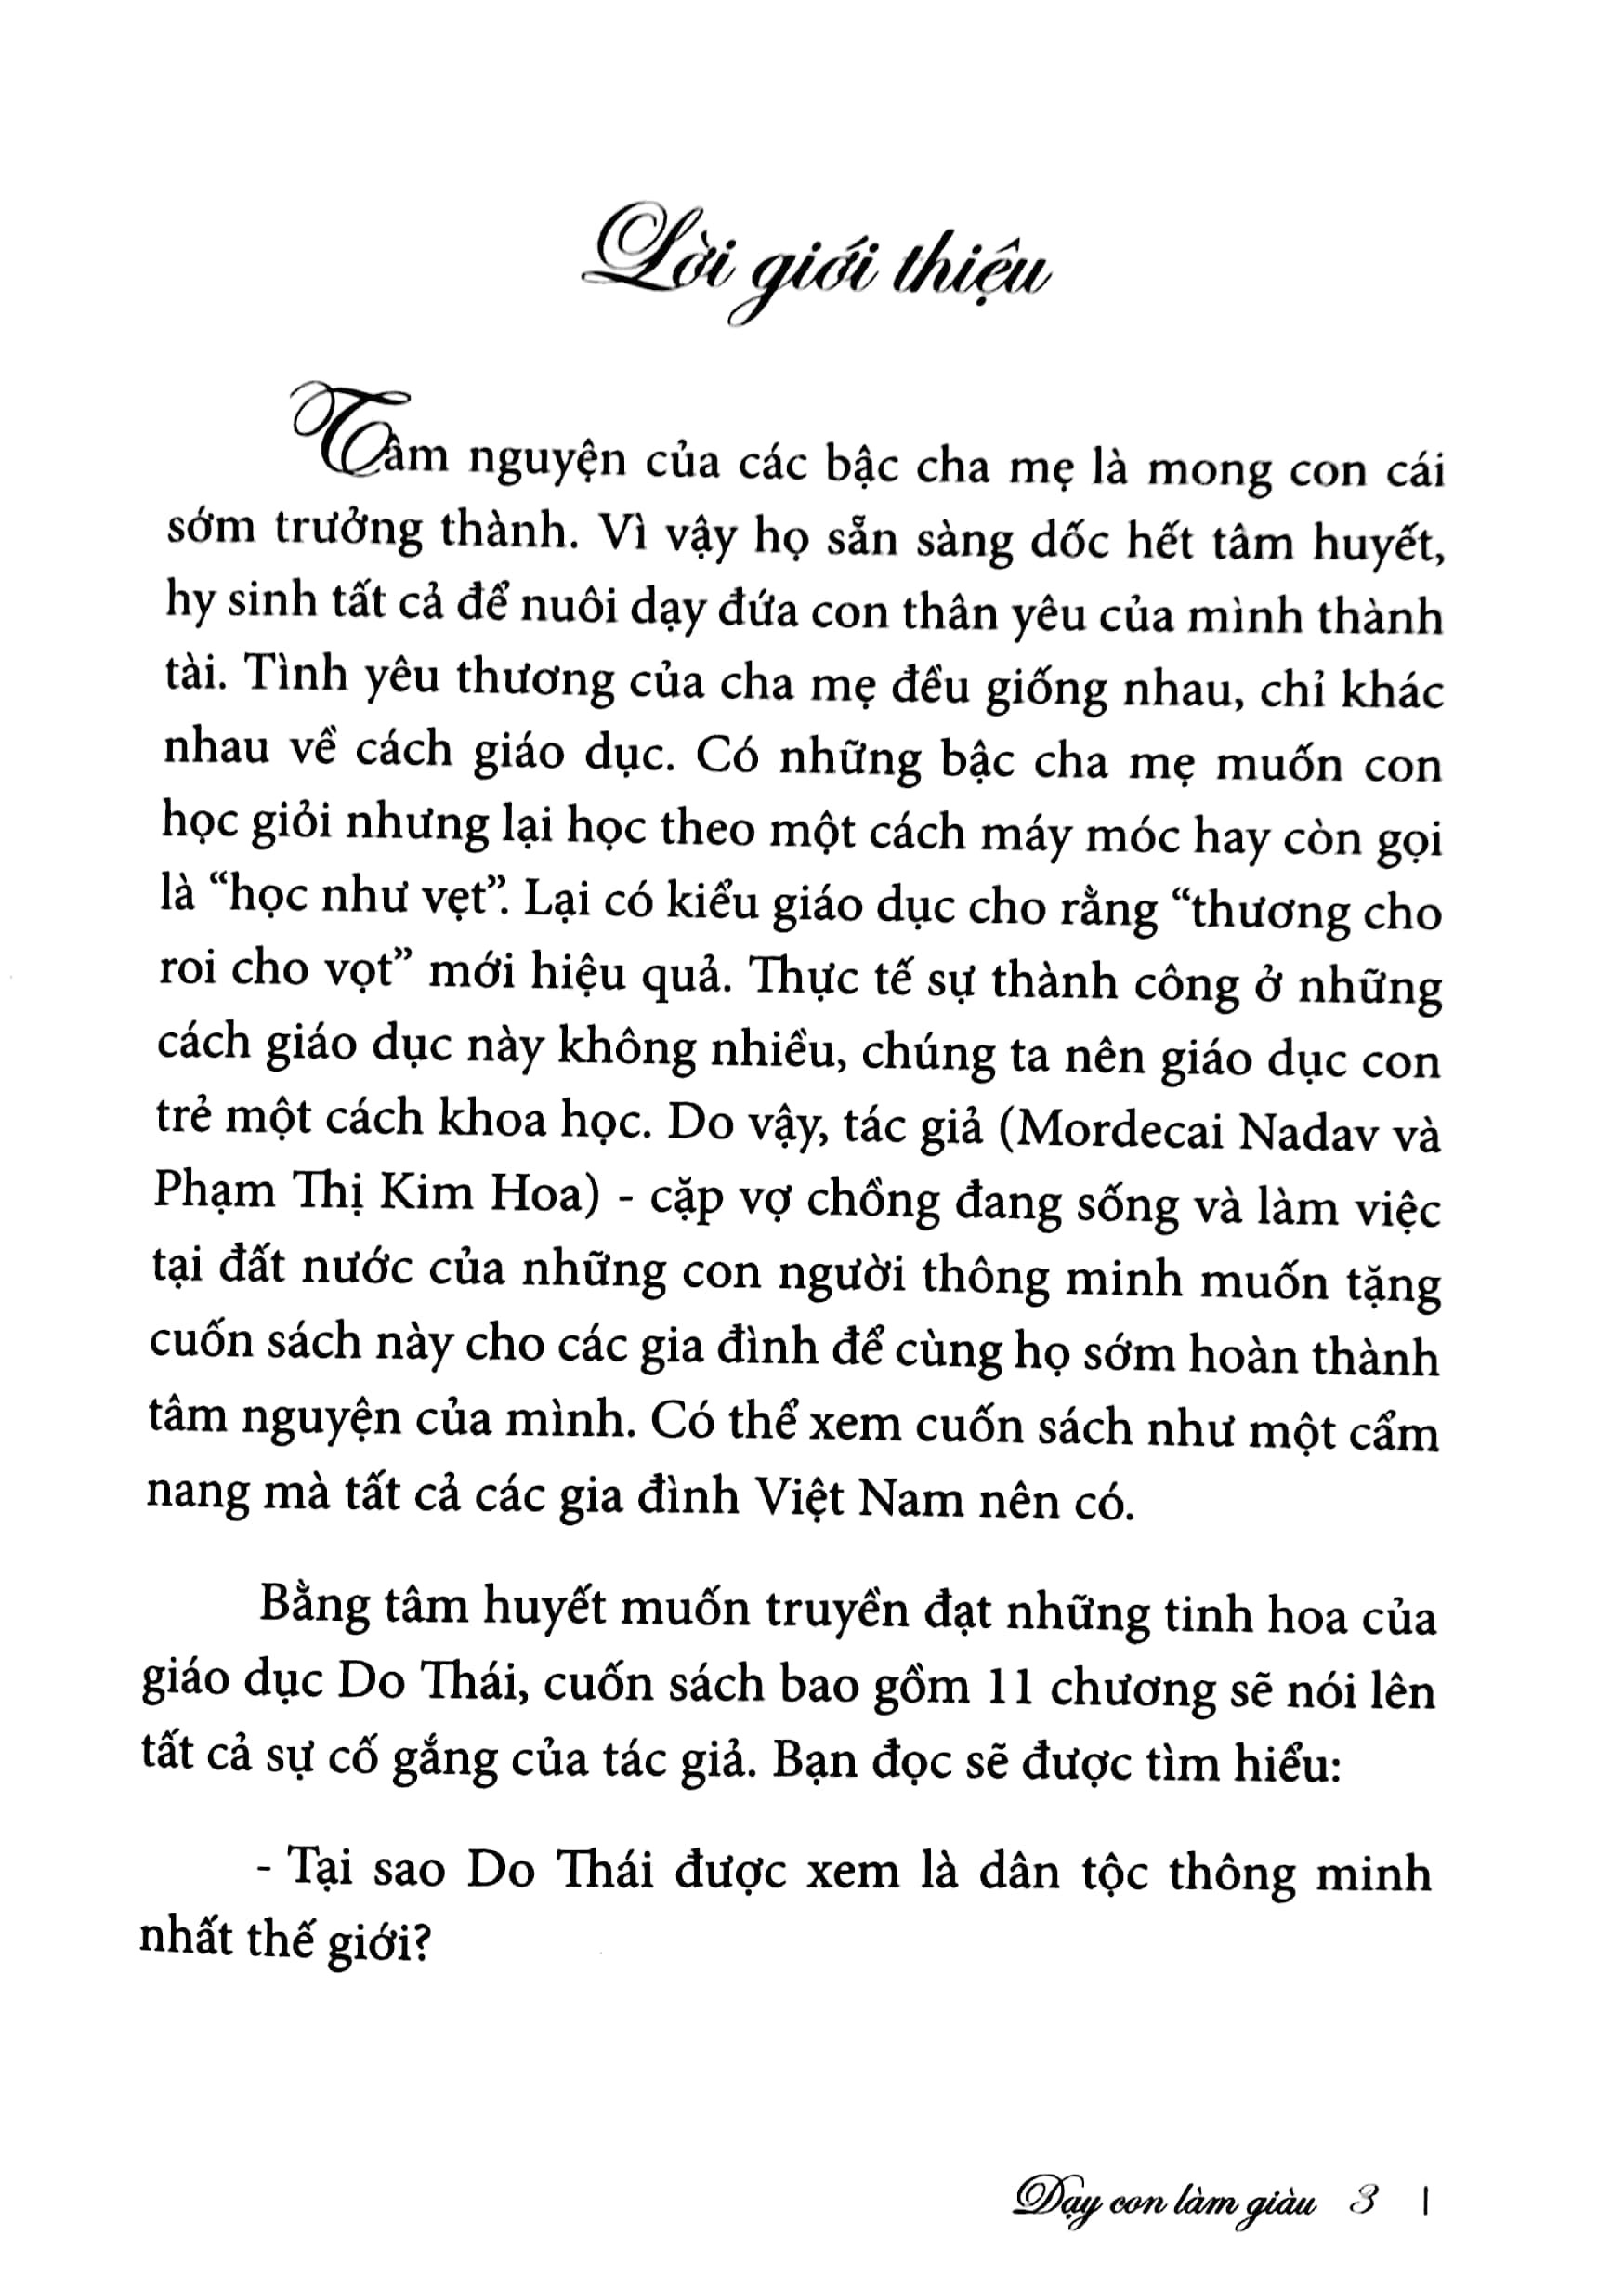 Lời giới thiệu
Tâm nguyện của các bậc cha mẹ là mong con cái
sớm trưởng thành. Vì vậy họ sẵn sàng dốc hết tâm huyết,
hy sinh tất cả để nuôi dạy đứa con thân yêu của mình thành
tài. Tình yêu thương của cha mẹ đều giống nhau, chỉ khác
nhau về cách giáo dục. Có những bậc cha mẹ muốn con
học giỏi nhưng lại học theo một cách máy móc hay còn gọi
là “học như vẹt”. Lại có kiểu giáo dục cho rằng “thương cho
roi cho vọt” mới hiệu quả. Thực tế sự thành công ở những
cách giáo dục này không nhiều, chúng ta nên giáo dục con
trẻ một cách khoa học. Do vậy, tác giả (Mordecai Nadav và
Phạm Thị Kim Hoa) - cặp vợ chồng đang sống và làm việc
tại đất nước của những con người thông minh muốn tặng
cuốn sách này cho các gia đình để cùng họ sớm hoàn thành
tâm nguyện của mình. Có thể xem cuốn sách như một cẩm
nang mà tất cả các gia đình Việt Nam nên có.
Bằng tâm huyết muốn truyền đạt những tinh hoa của
giáo dục Do Thái, cuốn sách bao gồm 11 chương sẽ nói lên
tất cả sự cố gắng của tác giả. Bạn đọc sẽ được tìm hiểu:
- Tại sao Do Thái được xem là dân tộc thông minh
nhất thế giới?
Dạy con làm giàu 3 |